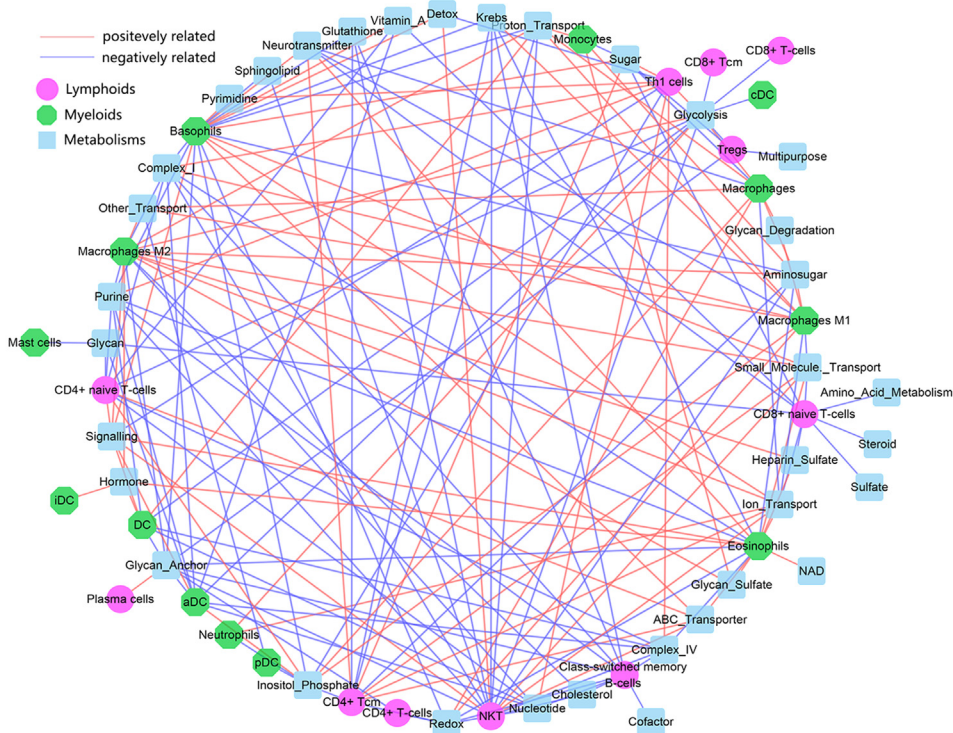 positevely related
negatively related
Lymphoids
Myeloids
Metabolisms
Detox
Krebs
Vitamin_A
Proton_Transport
Glutathione
Monocytes
Neurotransmitter
Sugar
CD8+ T-cells
CD8+ Tcm
Sphingolipid
Th1 cells
cDC
Pyrimidine
Glycolysis
Basophils
Tregs
Multipurpose
Complex_I
Macrophages
Other_Transport
Glycan_Degradation
Macrophages M2
Aminosugar
Purine
Macrophages M1
Mast cells
Glycan
Small_Molecule._Transport
CD4+ naive T-cells
Amino_Acid_Metabolism
CD8+ naive T-cells
Signalling
Steroid
Heparin_Sulfate
Hormone
Sulfate
iDC
Ion_Transport
DC
Eosinophils
Glycan_Anchor
NAD
Glycan_Sulfate
Plasma cells
aDC
ABC_Transporter
Neutrophils
Complex_IV
pDC
Class-switched memory
B-cells
Inositol_Phosphate
Cholesterol
CD4+ Tcm
Nucleotide
CD4+ T-cells
NKT
Redox
Cofactor